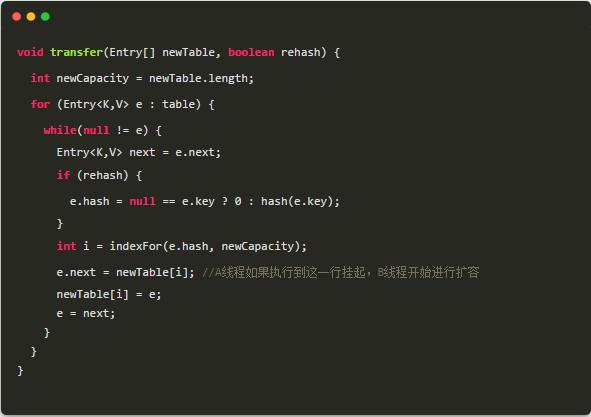 void transfer(Entry[] newTable, boolean rehash) {
int newCapacity = newTable.length;
for (Entry<K,V> e : table) {
while(null != e) {
Entry<K,V> next = e.next;
if (rehash) {
e.hash = null == e.key ? 0 : hash(e.key);
}
int i = indexFor(e.hash, newCapacity);
e.next = newTable[i]; //A线程如果执行到这一行挂起，B线程开始进行扩容
newTable[i] = e;
e = next;
}
}
}